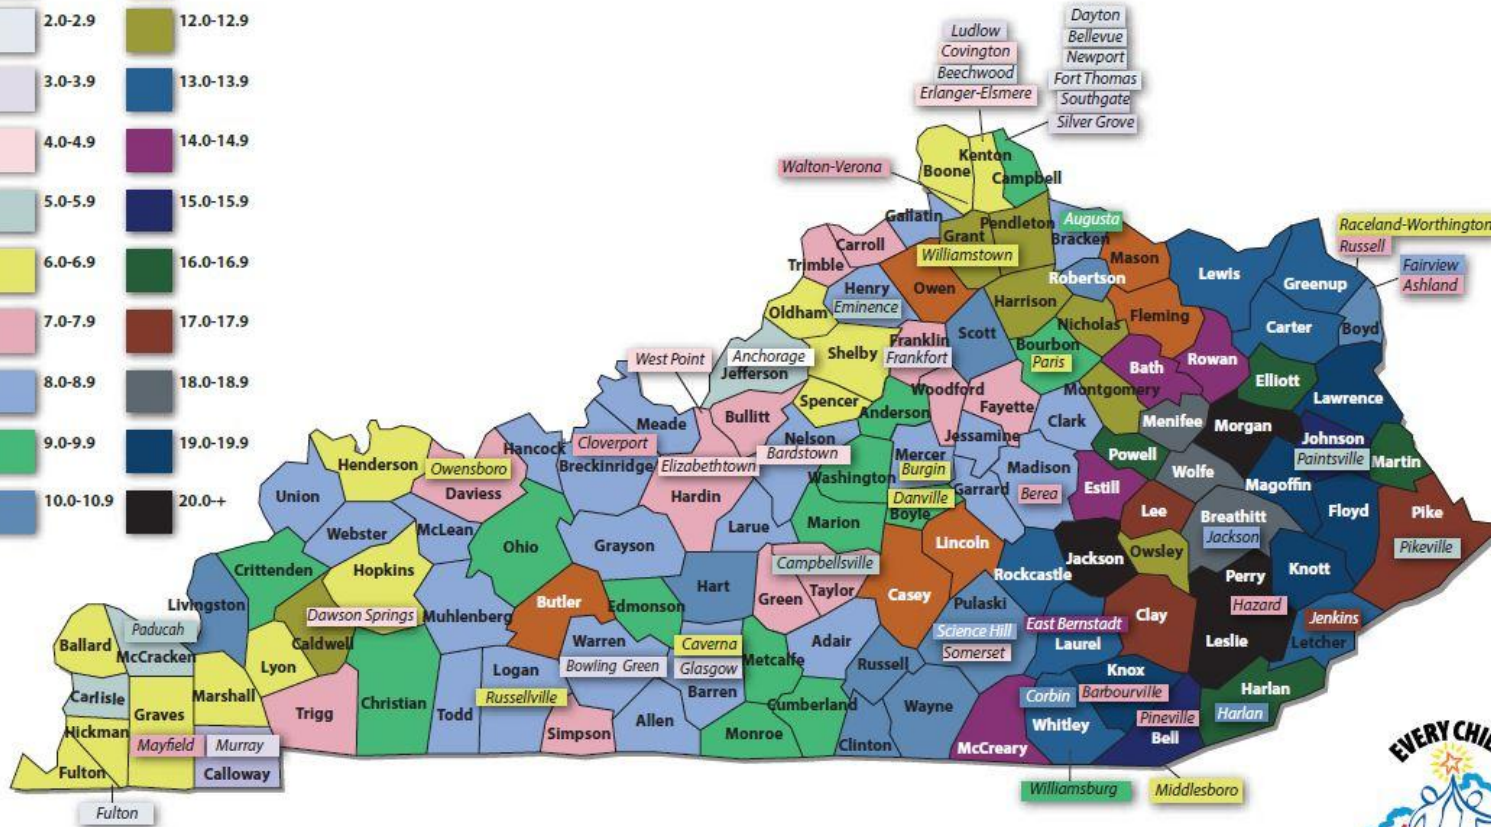 2.0-2.9
12.0-12.9
3.0-3.9
13.0-13.9
4.0-4.9
14.0-14.9
5.0-5.9
15.0-15.9
6.0-6.9
16.0-16.9
7.0-7.9
17.0-17.9
8.0-8.9
18.0-18.9
9.0-9.9
19.0-19.9
10.0-10.9
20.0-+
Ludlow
Covington
Beechwood
Erlanger-Elsmere
Dayton
Bellevue
Newport
Fort Thomas
Southgate
Silver Grove
Walton-Verona
Boone
Kenton
Campbell
Gallatin
Grant
Pendleton
Augusta
Bracken
Williamstown
Carroll
Trimble
Owen
Robertson
Mason
Lewis
Greenup
Raceland-Worthington
Russell
Fairview
Ashland
Boyd
Carter
Henry
Eminence
Oldham
Harrison
Nicholas
Fleming
Scott
Shelby
Franklin
Frankfort
Bourbon
Paris
Bath
Rowan
Elliott
Lawrence
West Point
Anchorage
Jefferson
Woodford
Fayette
Montgomery
Menifee
Morgan
Spencer
Anderson
Bullitt
Clark
Jessamine
Johnson
Paintsville
Martin
Meade
Hancock
Cloverport
Breckinridge
Nelson
Bardstown
Elizabethtown
Hardin
Mercer
Burgin
Washington
Madison
Berea
Garrard
Powell
Wolfe
Magoffin
Estill
Henderson
Owensboro
Daviess
Union
Webster
McLean
Ohio
Grayson
Larue
Marion
Danville
Boyle
Lincoln
Lee
Breathitt
Jackson
Floyd
Pike
Pikeville
Crittenden
Hopkins
Jackson
Owsley
Rockcastle
Perry
Knott
Hazard
Campbellsville
Green
Taylor
Casey
Hart
Edmonson
Butler
Muhlenberg
Dawson Springs
Livingston
Caldwell
Ballard
Paducah
McCracken
Lyon
Pulaski
Science Hill
Somerset
East Bernstadt
Laurel
Clay
Leslie
Jenkins
Letcher
Warren
Bowling Green
Caverna
Glasgow
Barren
Metcalfe
Adair
Russell
Knox
Harlan
Harlan
Carlisle
Graves
Marshall
Trigg
Christian
Todd
Logan
Russellville
Simpson
Allen
Monroe
Cumberland
Clinton
Wayne
McCreary
Corbin
Whitley
Barbourville
Pineville
Bell
Hickman
Mayfield
Murray
Calloway
Fulton
Fulton
Williamsburg
Middlesboro
EVERY